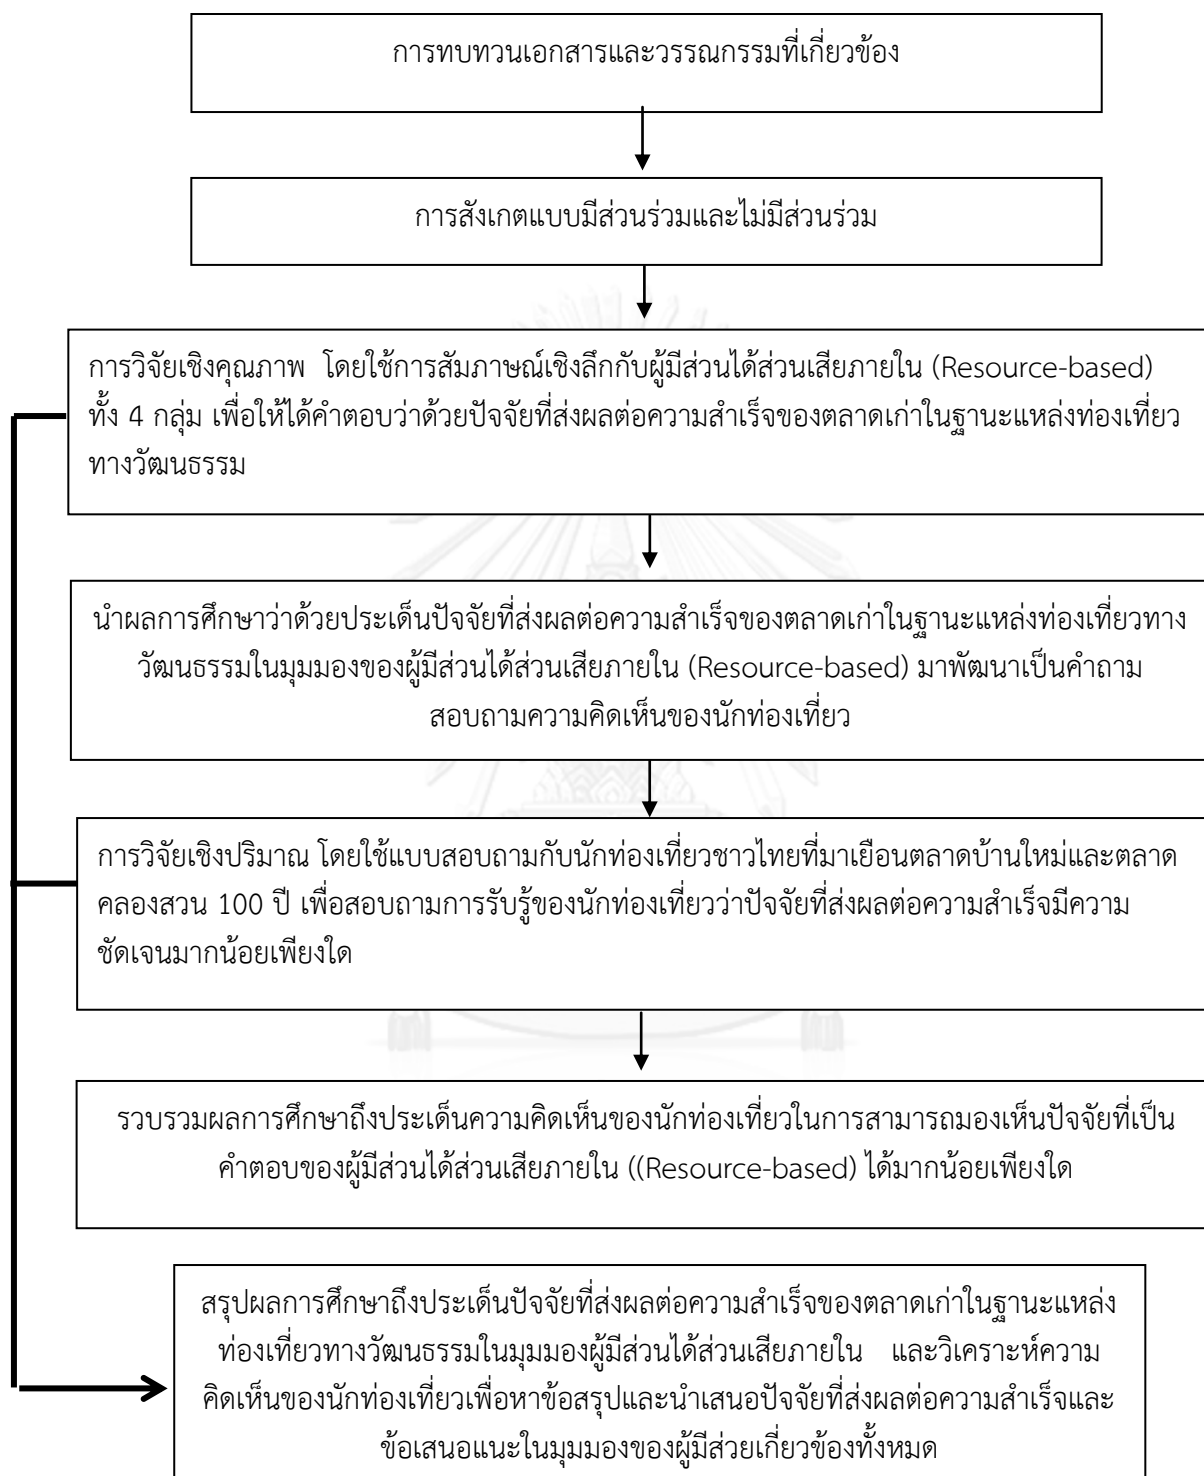 การทบทวนเอกสารและวรรณกรรมที่เกี่ยวข้อง
การสังเกตแบบมีส่วนร่วมและไม่มีส่วนร่วม
การวิจัยเชิงคุณภาพ โดยใช้การสัมภาษณ์เชิงลึกกับผู้มีส่วนได้ส่วนเสียภายใน (Resource-based)
ทั้ง 4 กลุ่ม เพื่อให้ได้คำตอบว่าด้วยปัจจัยที่ส่งผลต่อความสำเร็จของตลาดเก่าในฐานะแหล่งท่องเที่ยว
ทางวัฒนธรรม
นำผลการศึกษาว่าด้วยประเด็นปัจจัยที่ส่งผลต่อความสำเร็จของตลาดเก่าในฐานะแหล่งท่องเที่ยวทาง
วัฒนธรรมในมุมมองของผู้มีส่วนได้ส่วนเสียภายใน (Resource-based) มาพัฒนาเป็นคำถาม
สอบถามความคิดเห็นของนักท่องเที่ยว
การวิจัยเชิงปริมาณ โดยใช้แบบสอบถามกับนักท่องเที่ยวชาวไทยที่มาเยือนตลาดบ้านใหม่และตลาด
คลองสวน 100 ปี เพื่อสอบถามการรับรู้ของนักท่องเที่ยวว่าปัจจัยที่ส่งผลต่อความสำเร็จมีความ
ชัดเจนมากน้อยเพียงใด
รวบรวมผลการศึกษาถึงประเด็นความคิดเห็นของนักท่องเที่ยวในการสามารถมองเห็นปัจจัยที่เป็น
คำตอบของผู้มีส่วนได้ส่วนเสียภายใน ((Resource-based) ได้มากน้อยเพียงใด
สรุปผลการศึกษาถึงประเด็นปัจจัยที่ส่งผลต่อความสำเร็จของตลาดเก่าในฐานะแหล่ง
ท่องเที่ยวทางวัฒนธรรมในมุมมองผู้มีส่วนได้ส่วนเสียภายใน และวิเคราะห์ความ
คิดเห็นของนักท่องเที่ยวเพื่อหาข้อสรุปและนำเสนอปัจจัยที่ส่งผลต่อความสำเร็จและ
ข้อเสนอแนะในมุมมองของผู้มีส่วยเกี่ยวข้องทั้งหมด